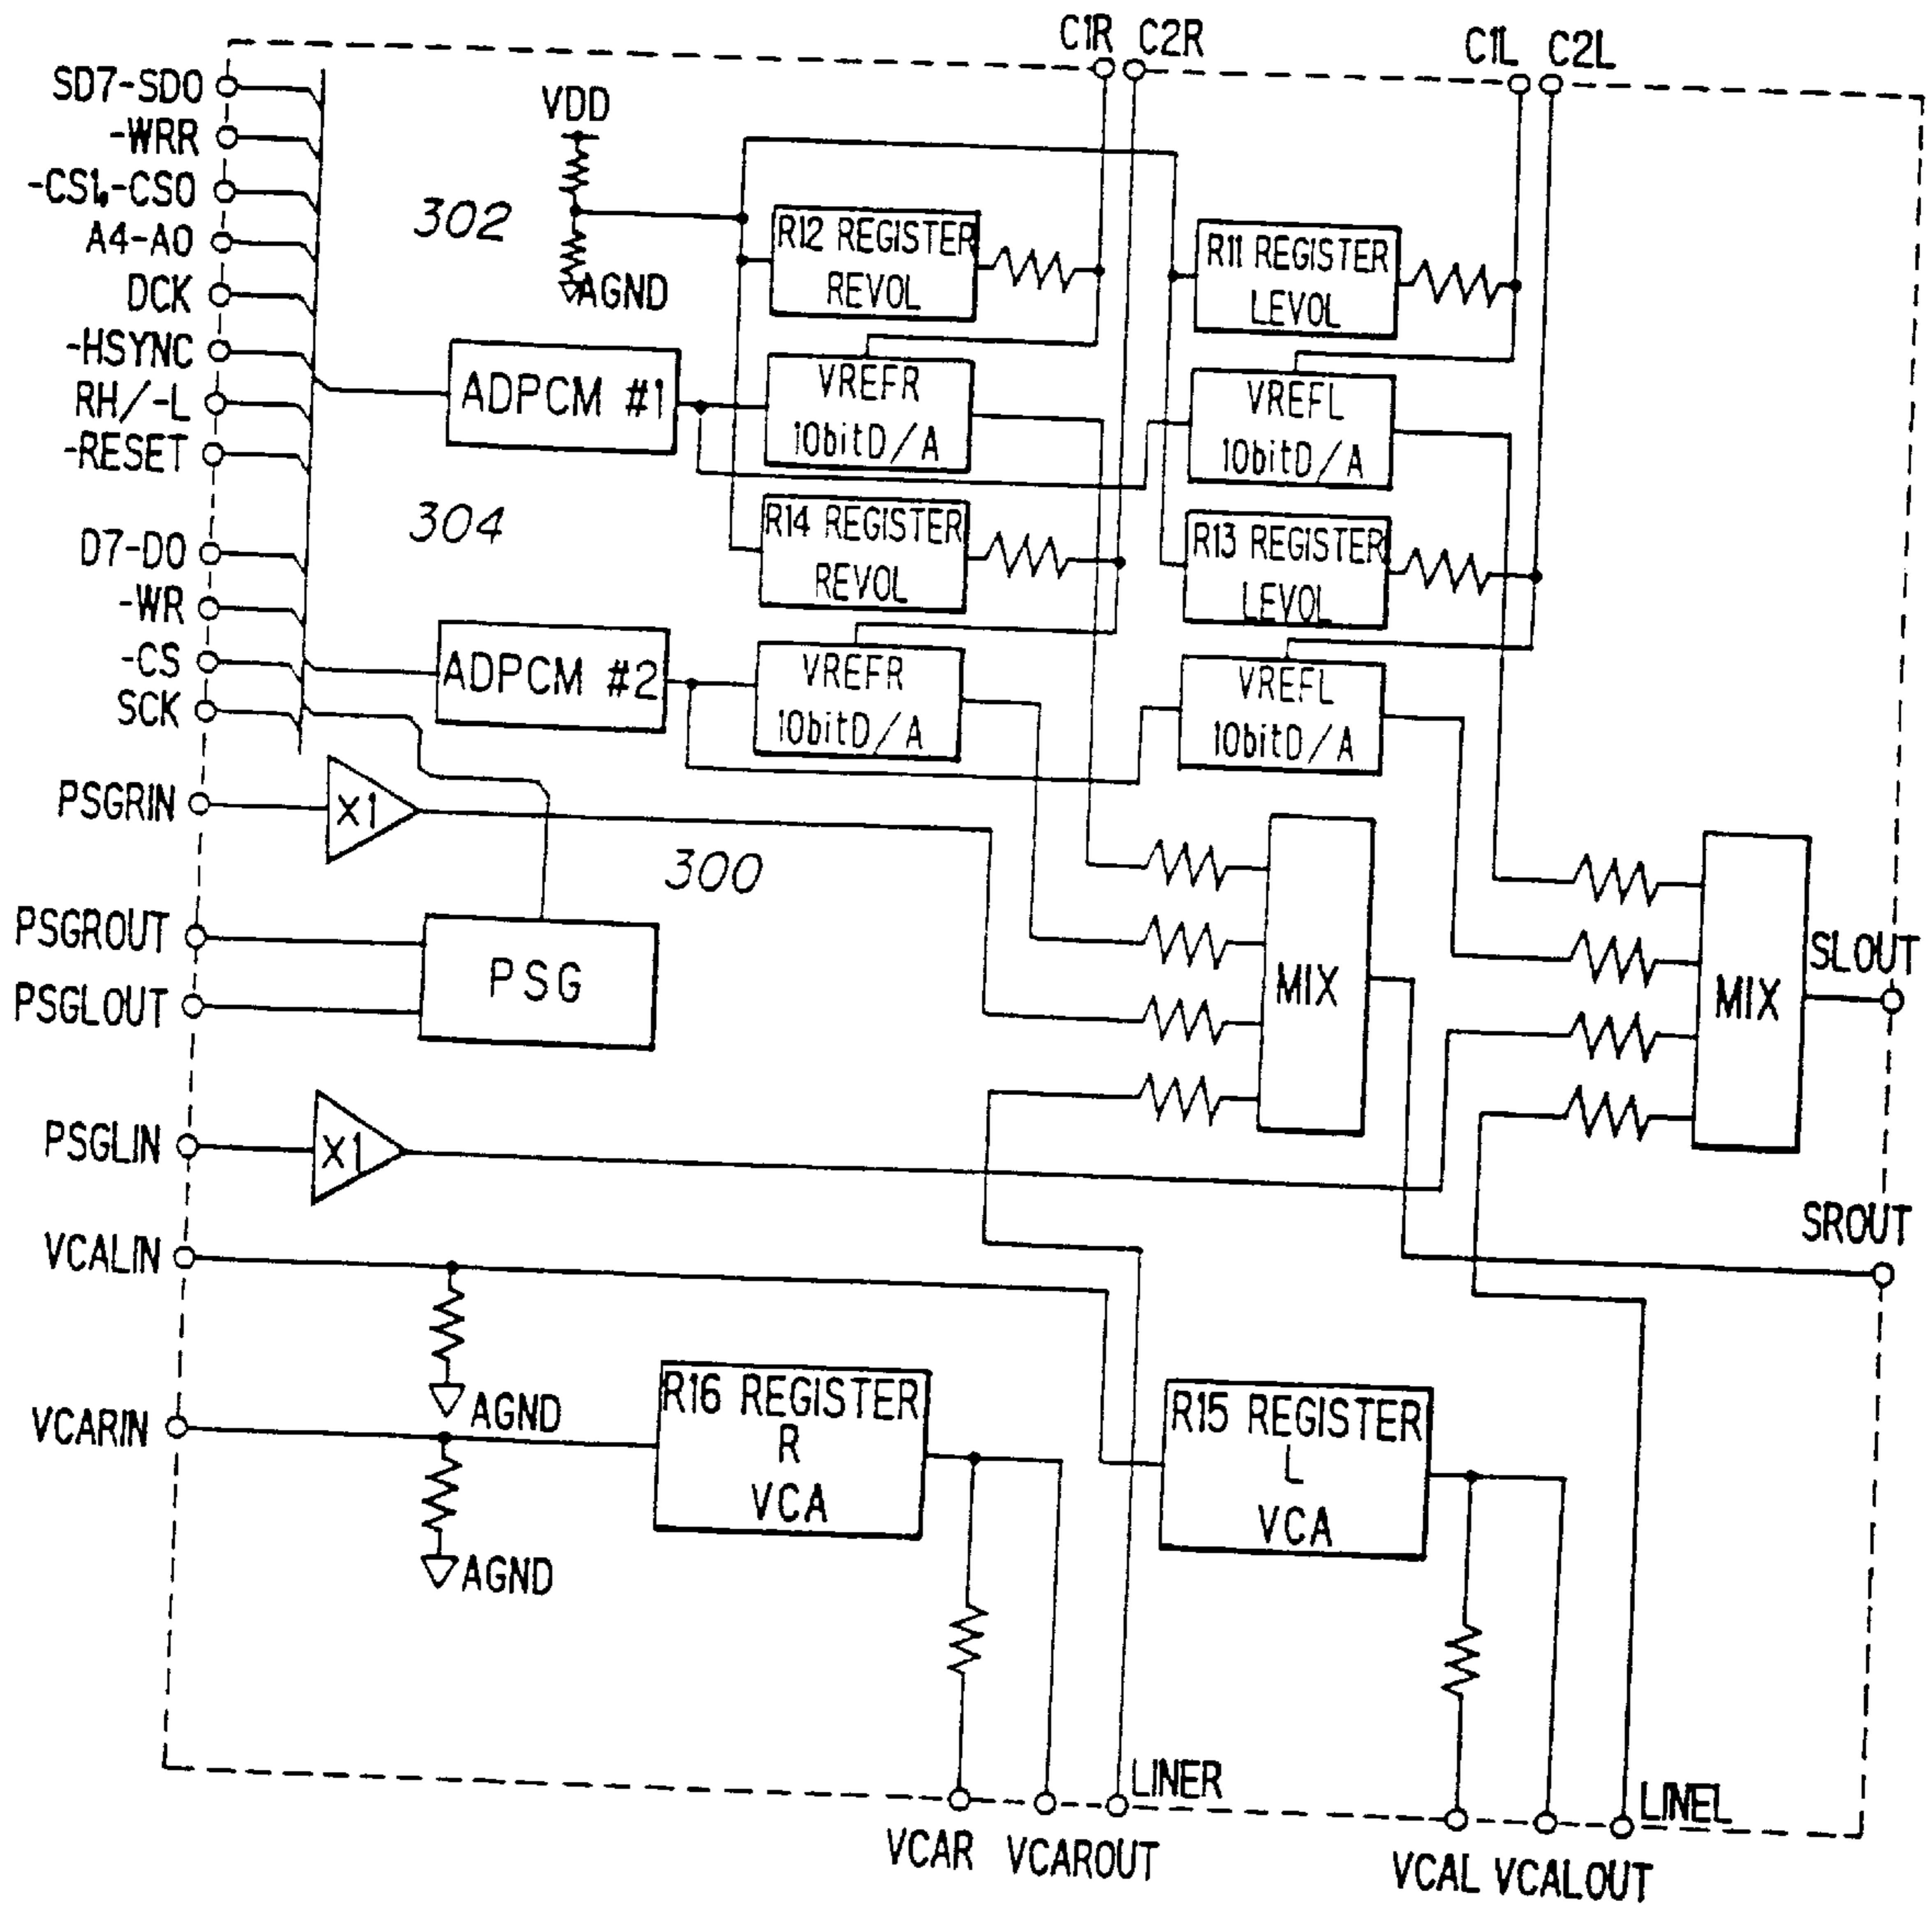 C1R C2R
C1L C2L
SD7-SD0
-WRR
-CS1,-CS0
A4-A0
DCK
-HSYNC
RH/-L
-RESET
D7-D0
-WR
-CS
SCK
PSGRIN
PSGROUT
PSGLOUT
PSGLIN
VCALIN
VCARIN
VDD
AGND
302
R12 REGISTER
REVOL
R11 REGISTER
LEVOL
ADPCM #1
VREFR
10bitD/A
VREFL
10bitD/A
304
R14 REGISTER
REVOL
R13 REGISTER
LEVOL
ADPCM #2
VREFR
10bitD/A
VREFL
10bitD/A
X1
300
PSG
MIX
MIX
SLOUT
X1
SROUT
AGND
R16 REGISTER
R
VCA
R15 REGISTER
L
VCA
AGND
LINER
LINEL
VCAR VCAROUT
VCAL VCALOUT